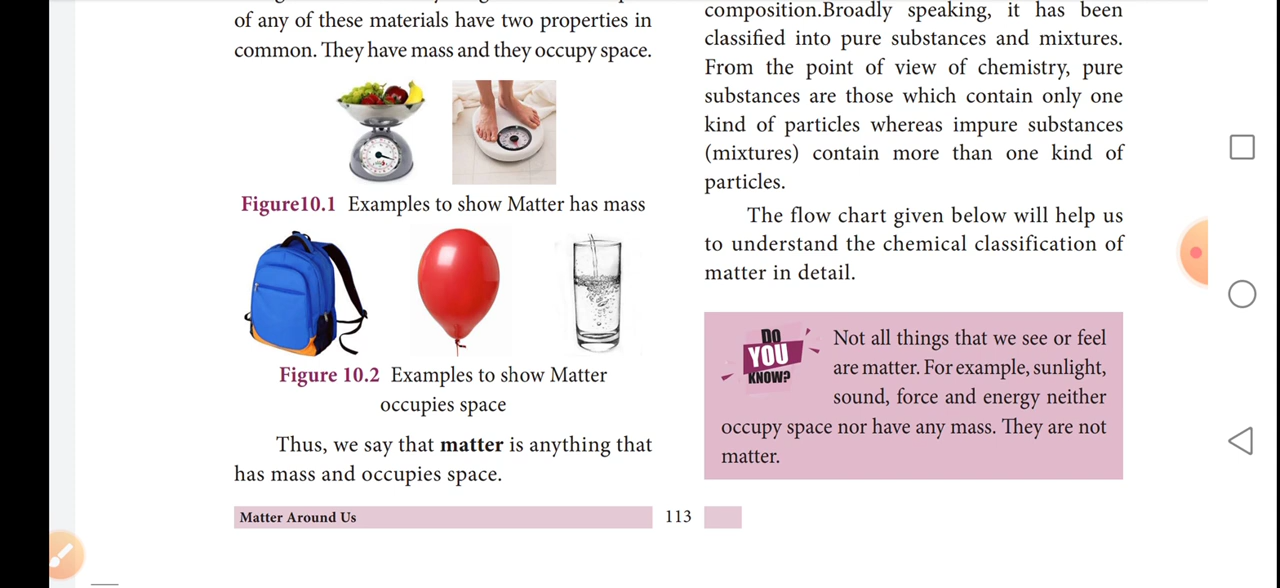 of any of these materials have two properties in
common. They have mass and they occupy space.
Figure10.1 Examples to show Matter has mass
Figure 10.2 Examples to show Matter
occupies space
Thus, we say that matter is anything that
has mass and occupies space.
composition.Broadly speaking, it has been
classified into pure substances and mixtures.
From the point of view of chemistry, pure
substances are those which contain only one
kind of particles whereas impure substances
(mixtures) contain more than one kind of
particles.
The flow chart given below will help us
to understand the chemical classification of
matter in detail.
DO
YOU
KNOW?
Not all things that we see or feel
are matter. For example, sunlight,
sound, force and energy neither
occupy space nor have any mass. They are not
matter.
Matter Around Us
113